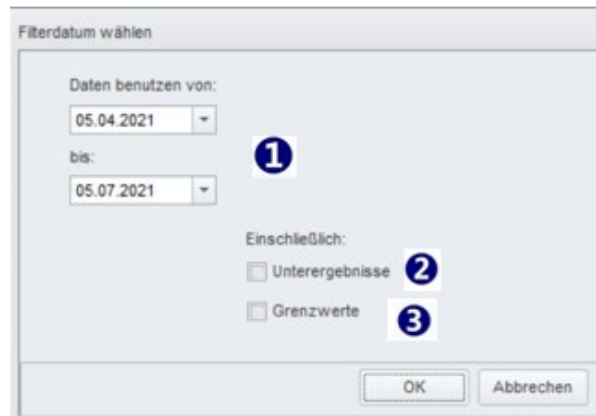 Filterdatum wählen
Daten benutzen von:
05.04.2021
1
bis:
05.07.2021
Einschließlich:
Unterergebnisse 2
Grenzwerte 3
OK Abbrechen